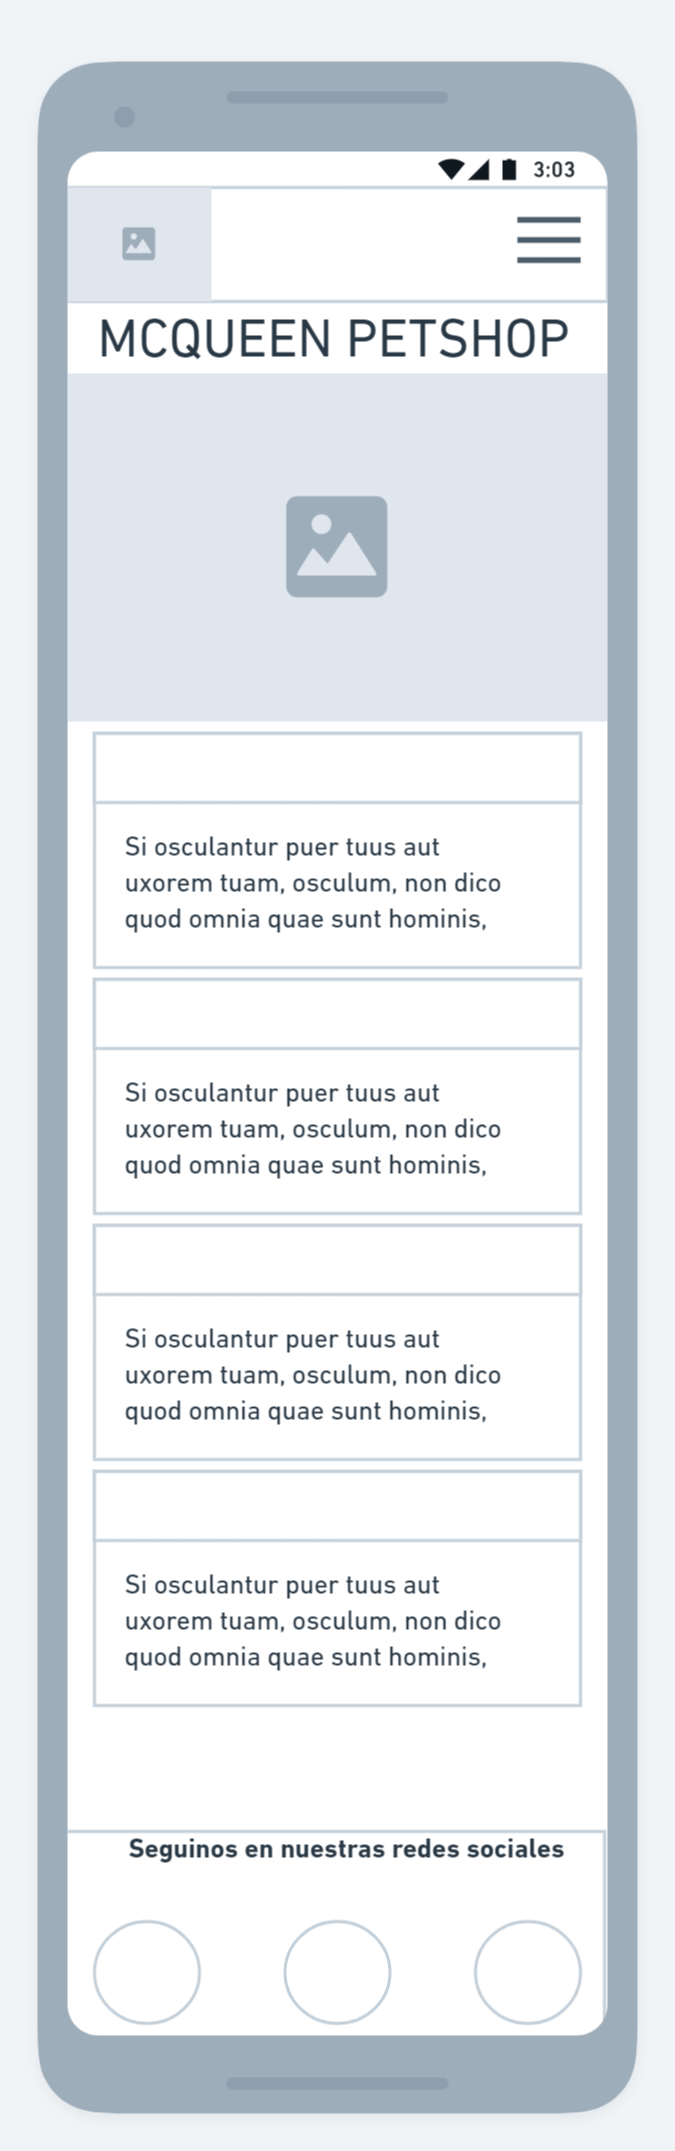 3:03
MCQUEEN PETSHOP
Si osculantur puer tuus aut
uxorem tuam, osculum, non dico
quod omnia quae sunt hominis,
Si osculantur puer tuus aut
uxorem tuam, osculum, non dico
quod omnia quae sunt hominis,
Si osculantur puer tuus aut
uxorem tuam, osculum, non dico
quod omnia quae sunt hominis,
Si osculantur puer tuus aut
uxorem tuam, osculum, non dico
quod omnia quae sunt hominis,
Seguinos en nuestras redes sociales